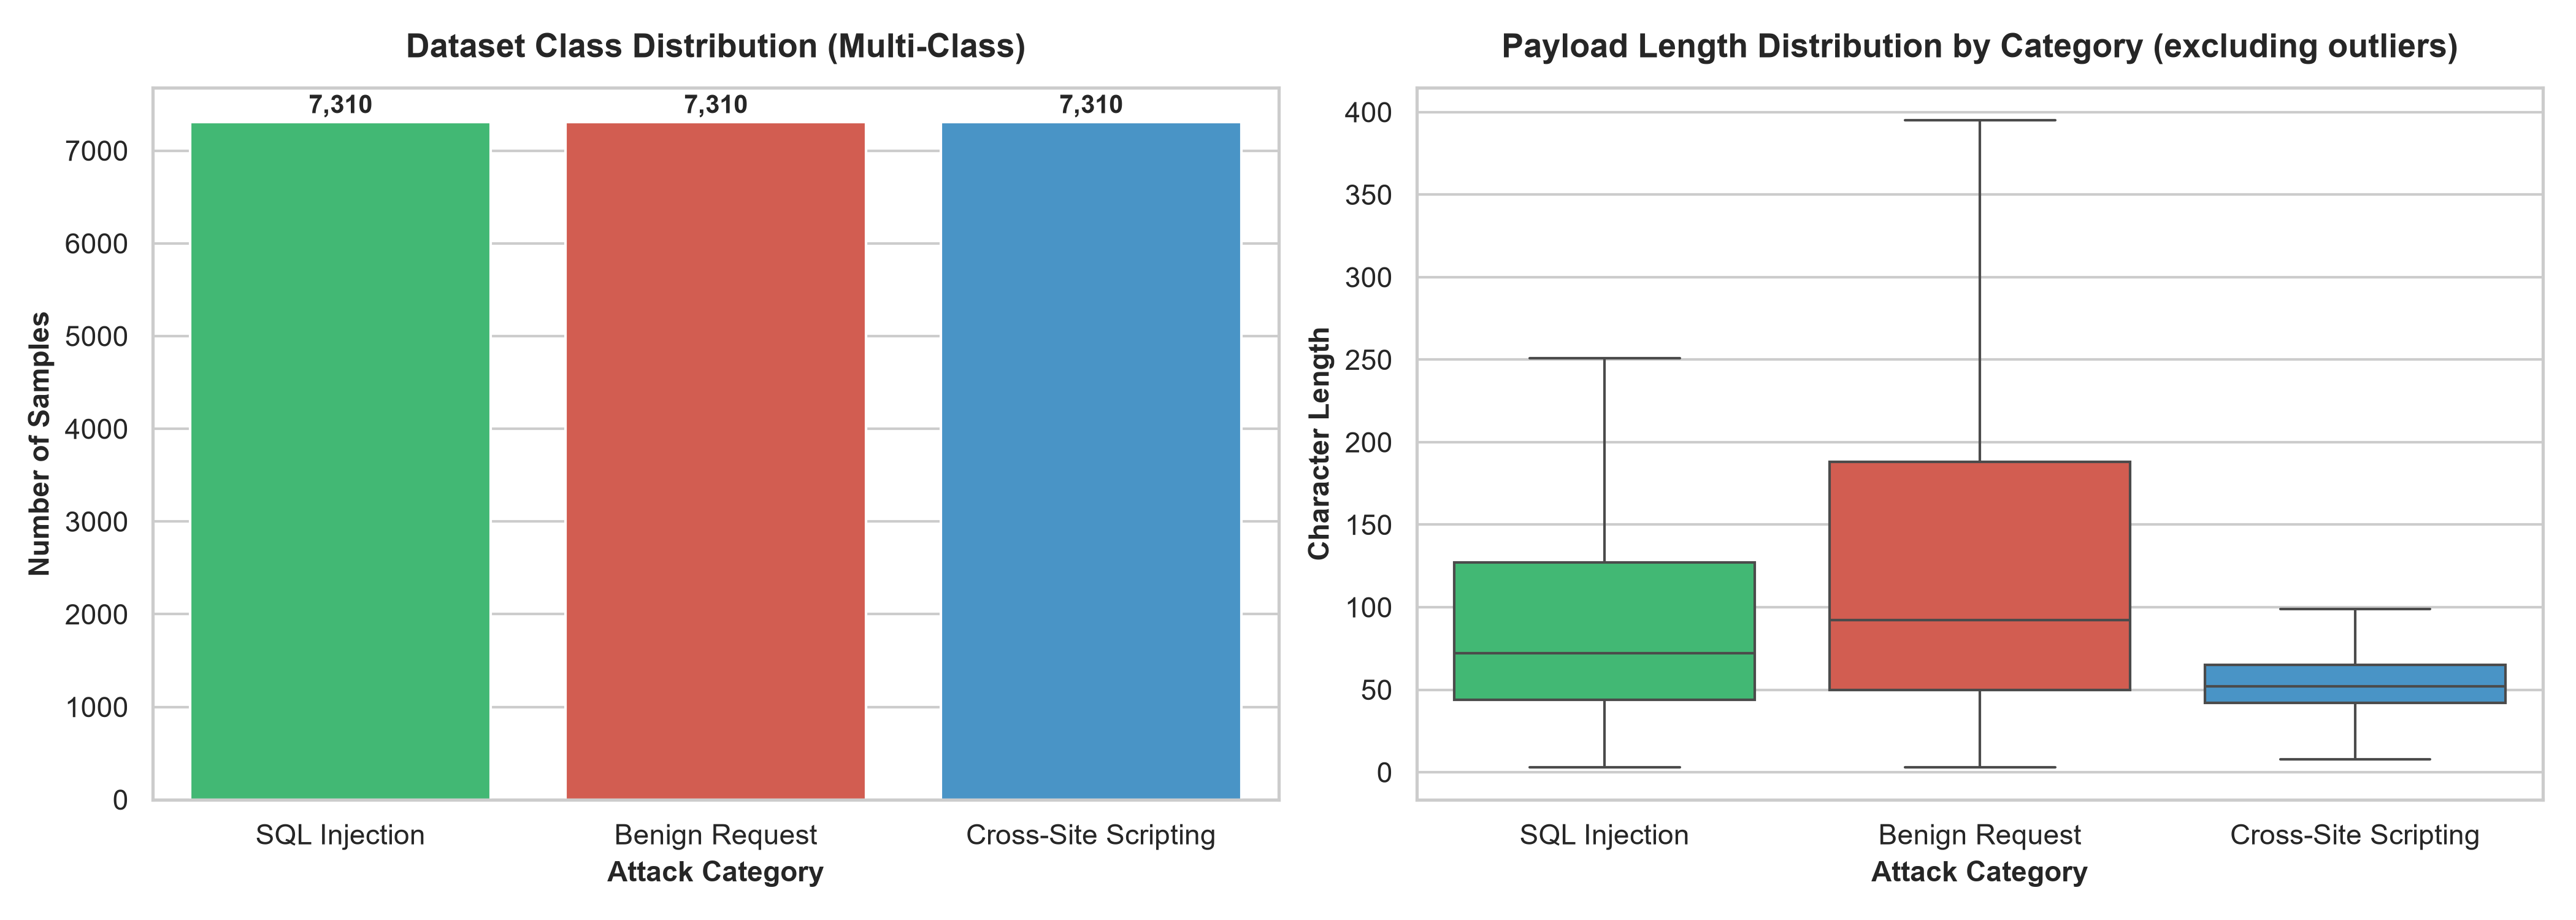 Dataset Class Distribution (Multi-Class)
7,310 7,310 7,310
7000
6000
5000
4000
3000
2000
1000
0
Number of Samples
SQL Injection Benign Request Cross-Site Scripting
Attack Category
Payload Length Distribution by Category (excluding outliers)
400
350
300
250
200
150
100
50
0
Character Length
SQL Injection Benign Request Cross-Site Scripting
Attack Category